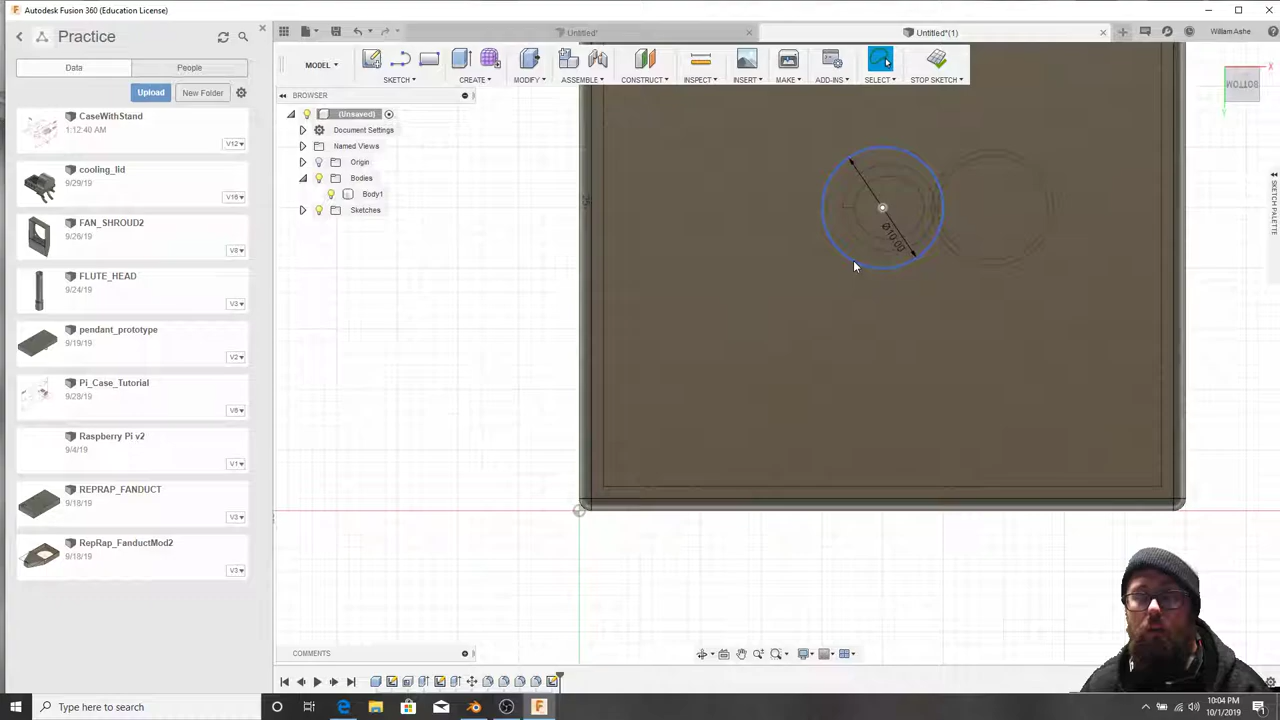 Autodesk Fusion 360 (Education License)
Practice
Untitled*
Untitled*(1)
William Ashe
Data
People
MODEL
SKETCH
CREATE
MODIFY
ASSEMBLE
CONSTRUCT
INSPECT
INSERT
MAKE
ADD-INS
SELECT
STOP SKETCH
Upload
New Folder
BROWSER
X
BOTTOM
Y
(Unsaved)
Document Settings
Named Views
Origin
Bodies
Body1
Sketches
CaseWithStand
1:12:40 AM
V12
cooling_lid
9/29/19
V16
FAN_SHROUD2
9/26/19
V8
FLUTE_HEAD
9/24/19
V3
pendant_prototype
9/19/19
V2
Pi_Case_Tutorial
9/28/19
V6
Raspberry Pi v2
9/4/19
V1
REPRAP_FANDUCT
9/18/19
V3
RepRap_FanductMod2
9/18/19
V3
SKETCH PALETTE
Ø10.00
COMMENTS
Type here to search
10:04 PM
10/1/2019